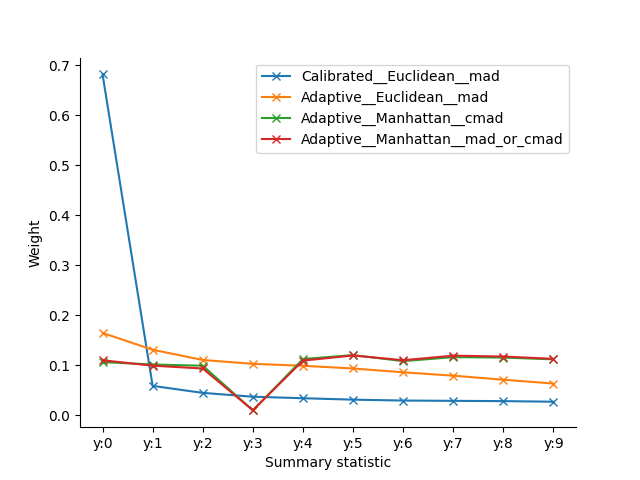 0.7
0.6
0.5
0.4
0.3
0.2
0.1
0.0
Weight
Calibrated__Euclidean__mad
Adaptive__Euclidean__mad
Adaptive__Manhattan__cmad
Adaptive__Manhattan__mad_or_cmad
y:0 y:1 y:2 y:3 y:4 y:5 y:6 y:7 y:8 y:9
Summary statistic